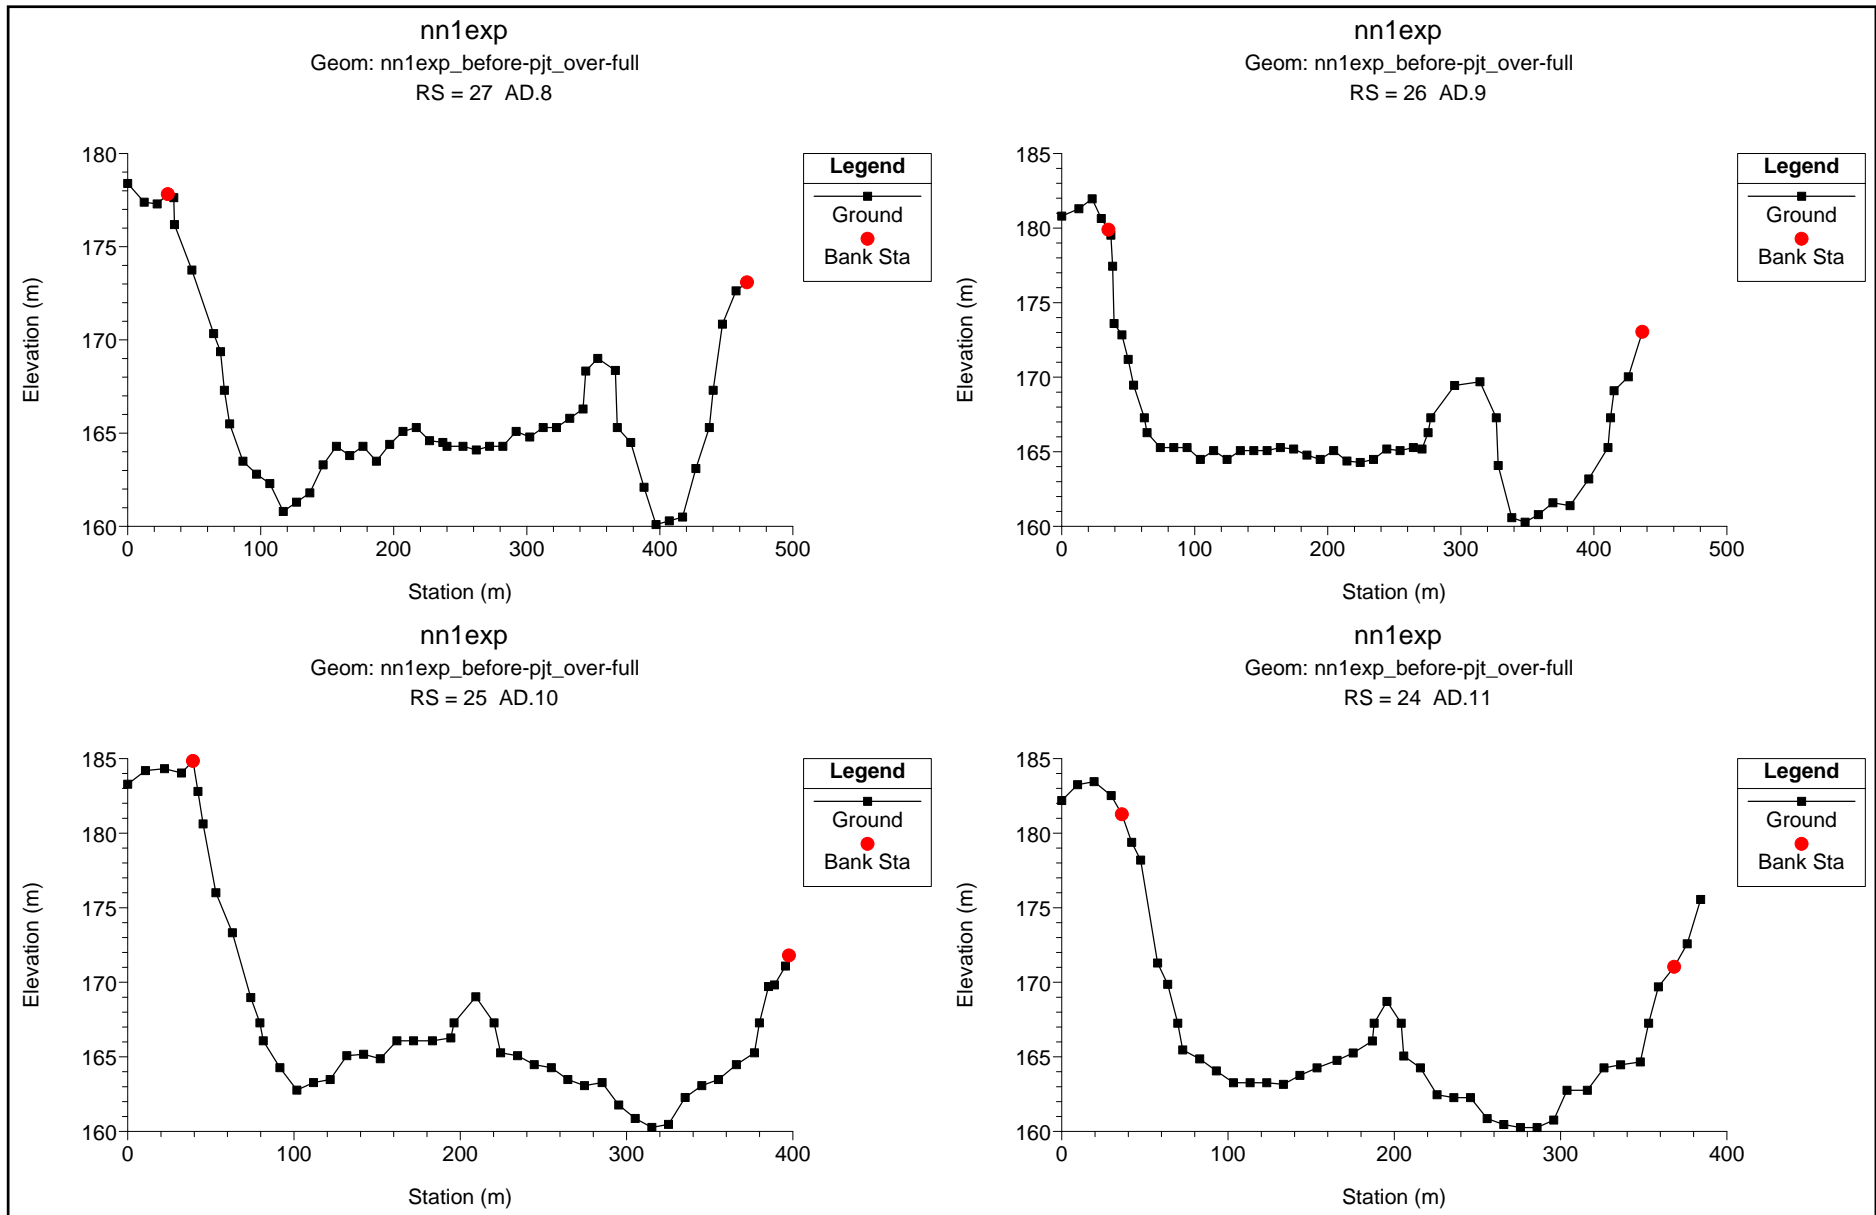 nn1exp
Geom: nn1exp_before-pjt_over-full
RS = 27 AD.8
180
175
170
165
160
0 100 200 300 400 500
Elevation (m)
Station (m)
Legend
Ground
Bank Sta
nn1exp
Geom: nn1exp_before-pjt_over-full
RS = 26 AD.9
185
180
175
170
165
160
0 100 200 300 400 500
Elevation (m)
Station (m)
Legend
Ground
Bank Sta
nn1exp
Geom: nn1exp_before-pjt_over-full
RS = 25 AD.10
185
180
175
170
165
160
0 100 200 300 400
Elevation (m)
Station (m)
Legend
Ground
Bank Sta
nn1exp
Geom: nn1exp_before-pjt_over-full
RS = 24 AD.11
185
180
175
170
165
160
0 100 200 300 400
Elevation (m)
Station (m)
Legend
Ground
Bank Sta